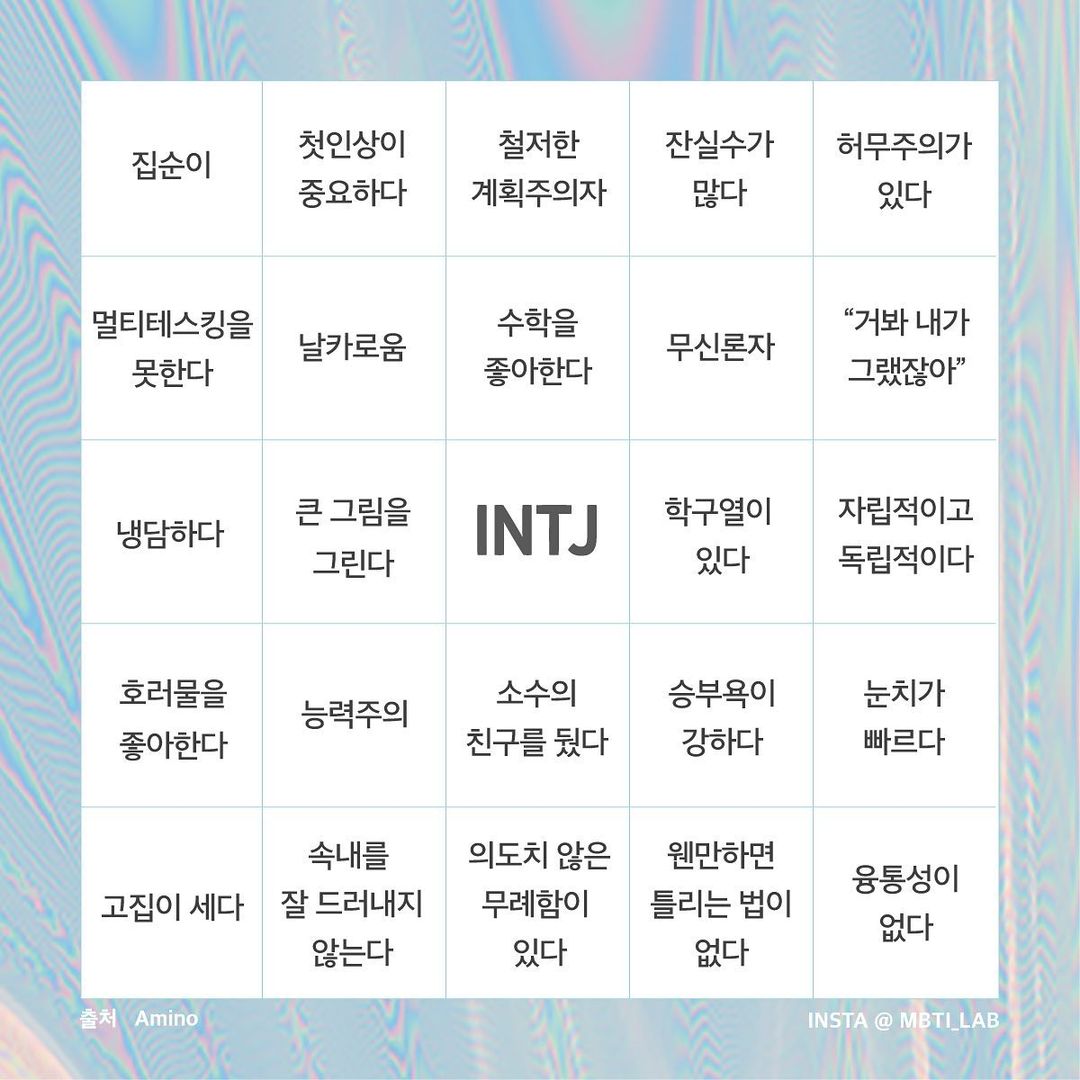 집순이
첫인상이
중요하다
철저한
계획주의자
잔실수가
많다
허무주의가
있다
멀티테스킹을
못한다
날카로움
수학을
좋아한다
무신론자
“거봐 내가
그랬잖아”
냉담하다
큰 그림을
그린다
INTJ
학구열이
있다
자립적이고
독립적이다
호러물을
좋아한다
능력주의
소수의
친구를 뒀다
승부욕이
강하다
눈치가
빠르다
고집이 세다
속내를
잘 드러내지
않는다
의도치 않은
무례함이
있다
웬만하면
틀리는 법이
없다
융통성이
없다
출처 Amino
INSTA @ MBTI_LAB